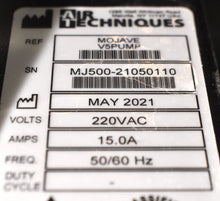 AIR
TECHNIQUES
REF MOJAVE
V5PUMP
SN MJ500-21050110
MAY 2021
VOLTS 220VAC
AMPS 15.0A
FREQ. 50/60 Hz
DUTY
CYCLE -